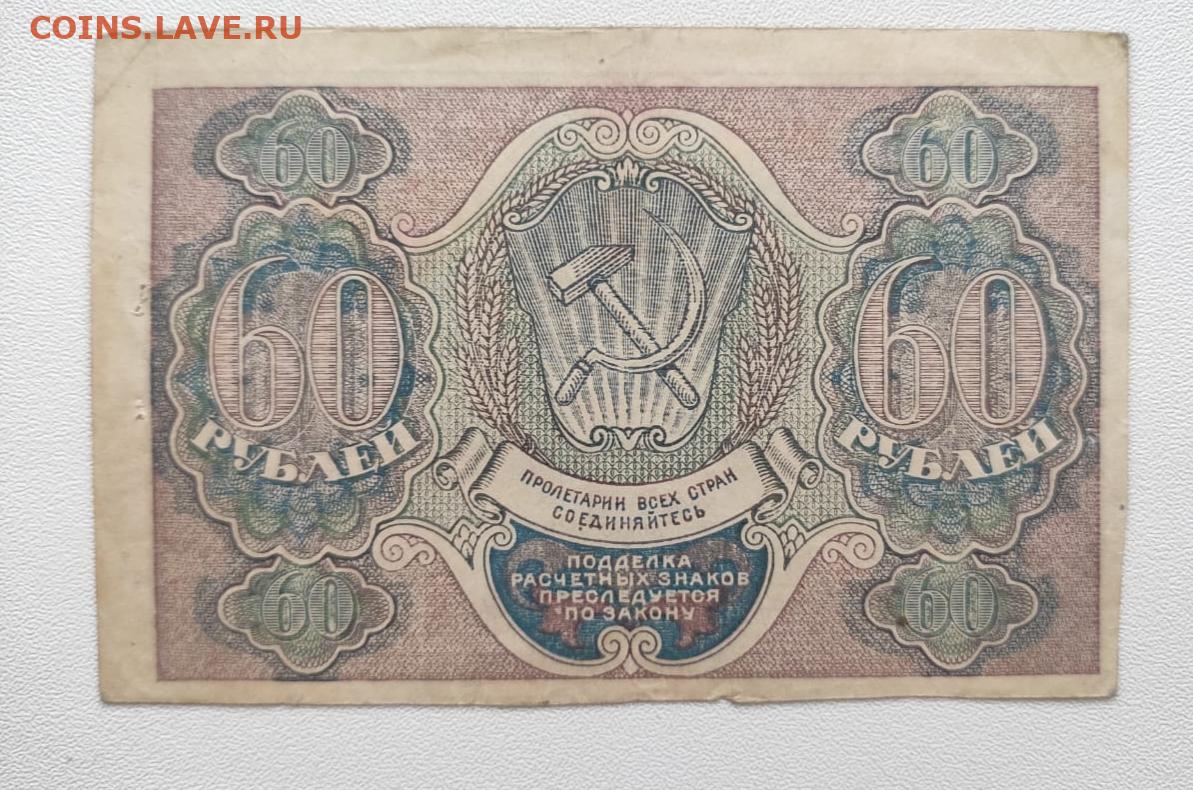 COINS.LAVE.RU
60
60
60
60
РУБЛЕЙ
РУБЛЕЙ
ПРОЛЕТАРИИ ВСЕХ СТРАН
СОЕДИНЯЙТЕСЬ
ПОДДЕЛКА
РАСЧЕТНЫХ ЗНАКОВ
ПРЕСЛЕДУЕТСЯ
ПО ЗАКОНУ
60
60